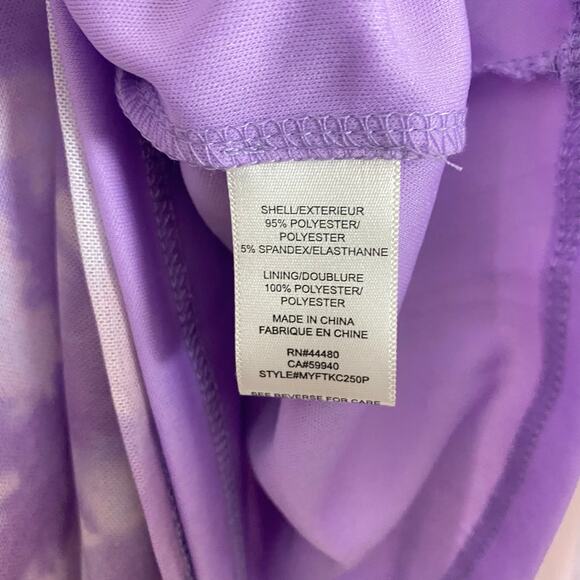 SHELL/EXTERIEUR
95% POLYESTER/
POLYESTER
5% SPANDEX/ELASTHANNE
LINING/DOUBLURE
100% POLYESTER/
POLYESTER
MADE IN CHINA
FABRIQUE EN CHINE
RN#44480
CA#59940
STYLE#MYFTKC250P
SEE REVERSE FOR CARE